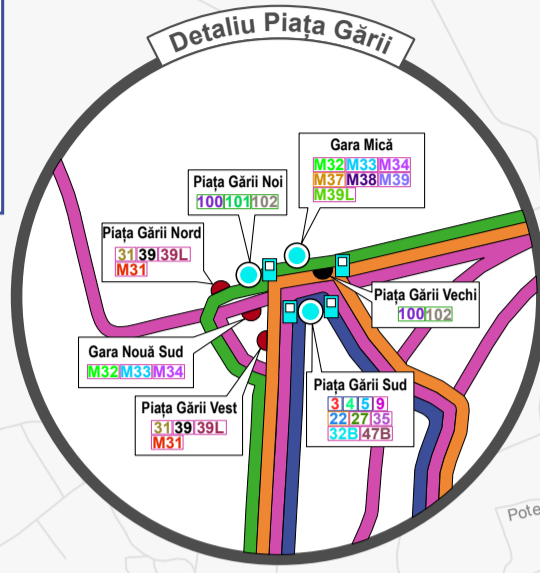 Detaliu Piața Gării
Gara Mică
M32 M33 M34
M37 M38 M39
M39L
Piața Gării Noi
100 101 102
Piața Gării Nord
31 39 39L
M31
Piața Gării Vechi
100 102
Gara Nouă Sud
M32 M33 M34
Piața Gării Vest
31 39 39L
M31
Piața Gării Sud
3 4 5 9
22 27 35
32B 47B
Pote